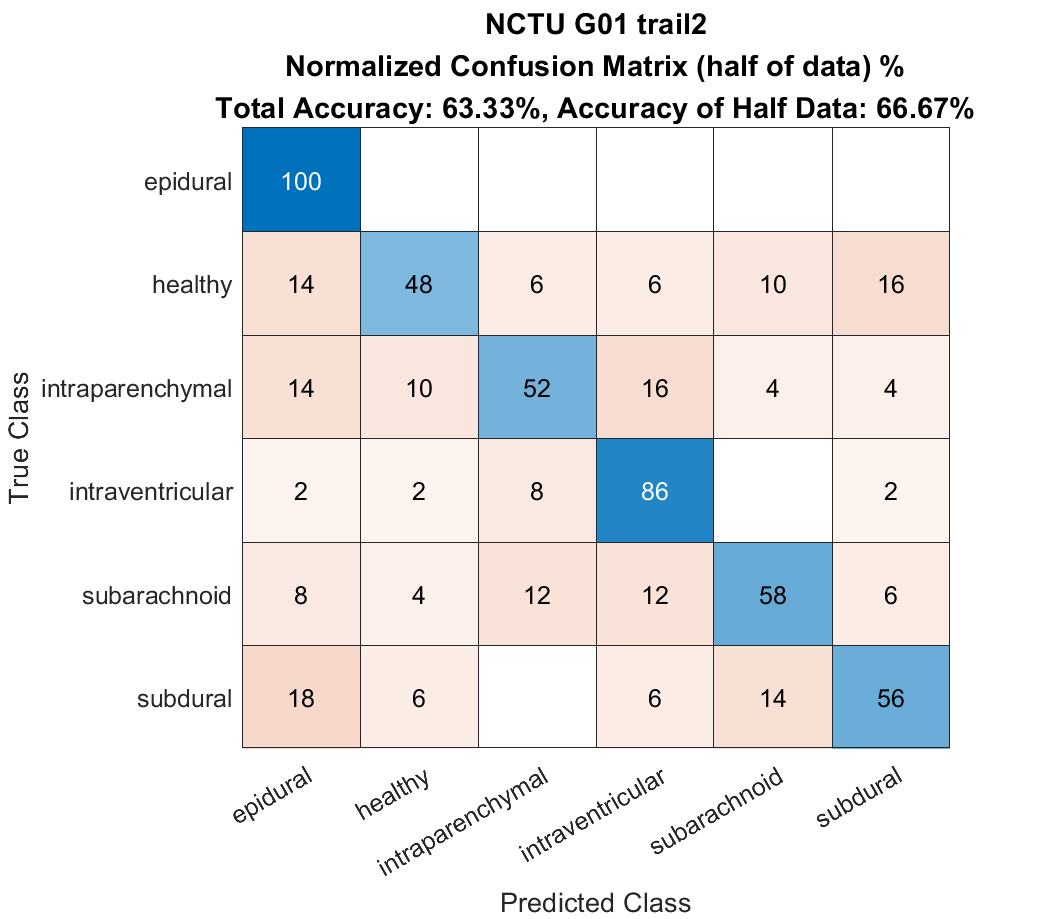 NCTU G01 trail2
Normalized Confusion Matrix (half of data) %
Total Accuracy: 63.33%, Accuracy of Half Data: 66.67%
epidural 100
healthy 14 48 6 6 10 16
intraparenchymal 14 10 52 16 4 4
intraventricular 2 2 8 86 2
subarachnoid 8 4 12 12 58 6
subdural 18 6 6 14 56
True Class
epidural healthy intraparenchymal intraventricular subarachnoid subdural
Predicted Class